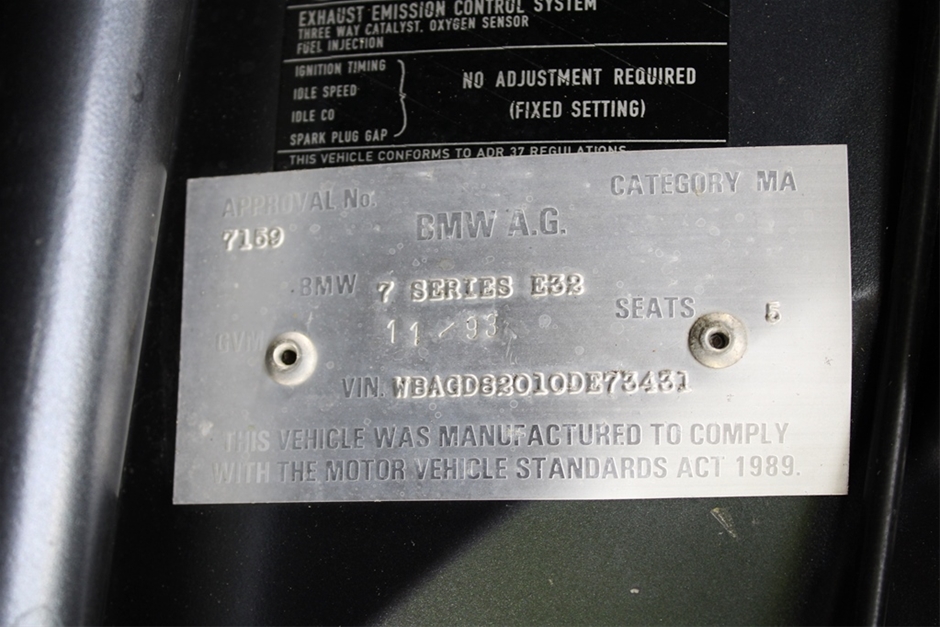 EXHAUST EMISSION CONTROL SYSTEM
THREE WAY CATALYST, OXYGEN SENSOR
FUEL INJECTION
IGNITION TIMING
IDLE SPEED
IDLE CO
SPARK PLUG GAP
NO ADJUSTMENT REQUIRED
(FIXED SETTING)
THIS VEHICLE CONFORMS TO ADR 37 REGULATIONS
APPROVAL No. CATEGORY MA
7159 BMW A.G.
BMW 7 SERIES E32
GVM 11/93 SEATS 5
VIN. WBAGD82010DE73431
THIS VEHICLE WAS MANUFACTURED TO COMPLY
WITH THE MOTOR VEHICLE STANDARDS ACT 1989.